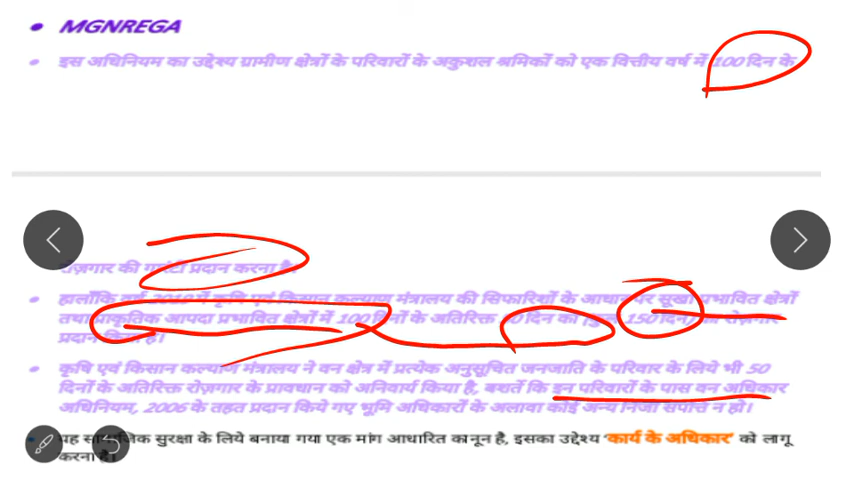 MGNREGA
इस अधिनियम का उद्देश्य ग्रामीण क्षेत्रों के परिवारों के अकुशल श्रमिकों को एक वित्तीय वर्ष में 100 दिन के
रोज़गार की गारंटी प्रदान करना है।
हालाँकि वर्ष में कृषि एवं किसान कल्याण मंत्रालय की सिफारिशों के आधार पर सूखा प्रभावित क्षेत्रों
तथा प्राकृतिक आपदा प्रभावित क्षेत्रों में 100 दिनों के अतिरिक्त दिन का 150 दिन) रोज़गार
प्रदान किया है।
कृषि एवं किसान कल्याण मंत्रालय ने वन क्षेत्र में प्रत्येक अनुसूचित जनजाति के परिवार के लिये भी 50
दिनों के अतिरिक्त रोज़गार के प्रावधान को अनिवार्य किया है, बशर्ते कि इन परिवारों के पास वन अधिकार
अधिनियम, 2006 के तहत प्रदान किये गए भूमि अधिकारों के अलावा कोई अन्य निजी संपत्ति न हो।
यह सामाजिक सुरक्षा के लिये बनाया गया एक मांग आधारित कानून है, इसका उद्देश्य 'कार्य के अधिकार' को लागू
करना है।